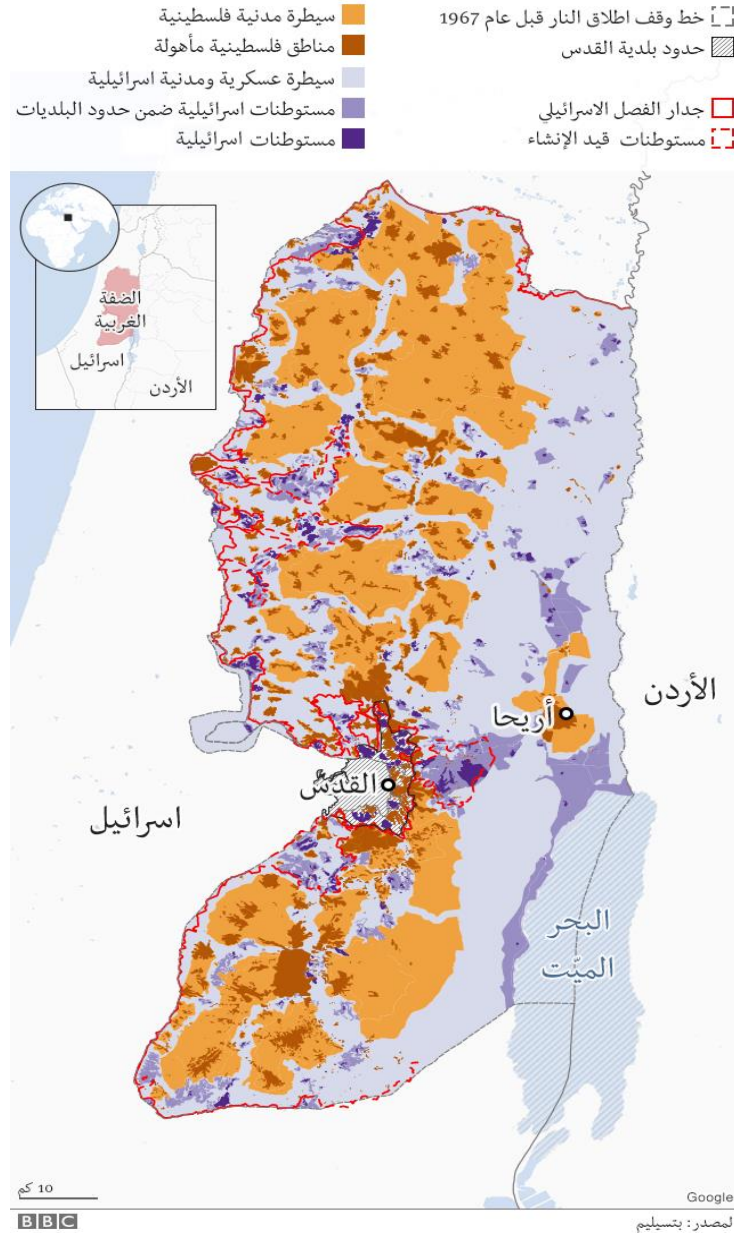 خط وقف اطلاق النار قبل عام 1967
حدود بلدية القدس
جدار الفصل الاسرائيلي
مستوطنات قيد الإنشاء
سيطرة مدنية فلسطينية
مناطق فلسطينية مأهولة
سيطرة عسكرية ومدنية اسرائيلية
مستوطنات اسرائيلية ضمن حدود البلديات
مستوطنات اسرائيلية
الضفة
الغربية
اسرائيل
الأردن
الأردن
أريحا
القدس
اسرائيل
البحر
الميّت
10 كم
Google
BBC
لمصدر: بتسيليم